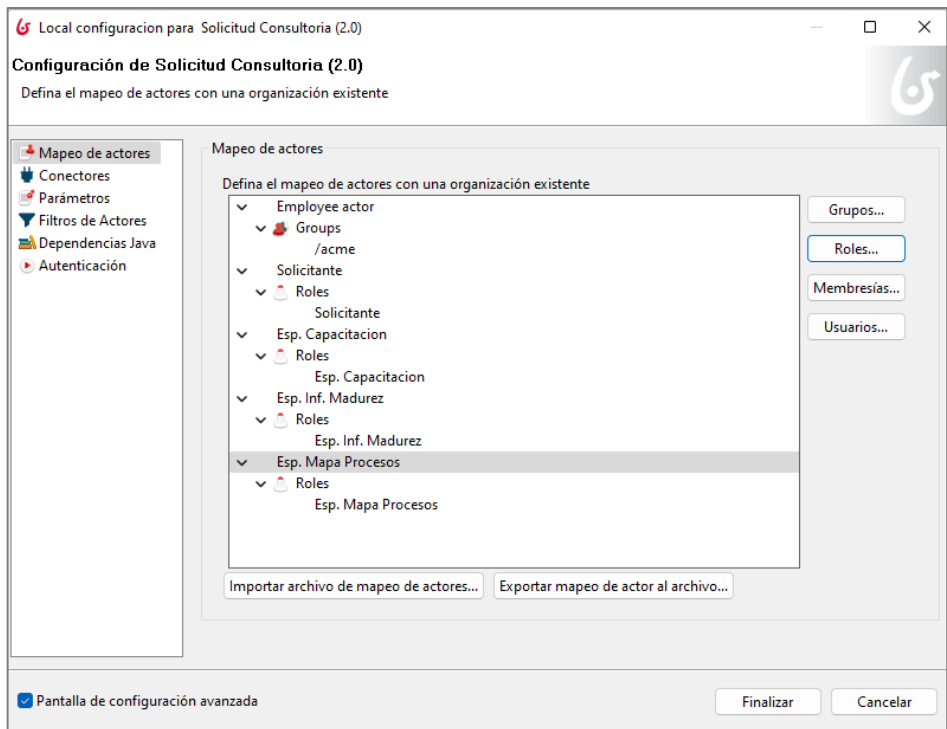 Local configuracion para Solicitud Consultoria (2.0)
Configuración de Solicitud Consultoria (2.0)
Defina el mapeo de actores con una organización existente
Mapeo de actores
Conectores
Parámetros
Filtros de Actores
Dependencias Java
Autenticación
Mapeo de actores
Defina el mapeo de actores con una organización existente
Employee actor
Groups
/acme
Solicitante
Roles
Solicitante
Esp. Capacitacion
Roles
Esp. Capacitacion
Esp. Inf. Madurez
Roles
Esp. Inf. Madurez
Esp. Mapa Procesos
Roles
Esp. Mapa Procesos
Grupos...
Roles...
Membresías...
Usuarios...
Importar archivo de mapeo de actores... Exportar mapeo de actor al archivo...
Pantalla de configuración avanzada
Finalizar Cancelar